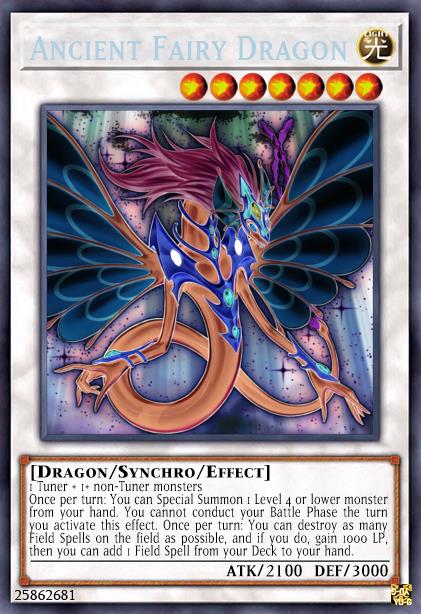 ANCIENT FAIRY DRAGON
LIGHT
光
[DRAGON/SYNCHRO/EFFECT]
1 Tuner + 1+ non-Tuner monsters
Once per turn: You can Special Summon 1 Level 4 or lower monster
from your hand. You cannot conduct your Battle Phase the turn
you activate this effect. Once per turn: You can destroy as many
Field Spells on the field as possible, and if you do, gain 1000 LP,
then you can add 1 Field Spell from your Deck to your hand.
ATK/2100 DEF/3000
25862681